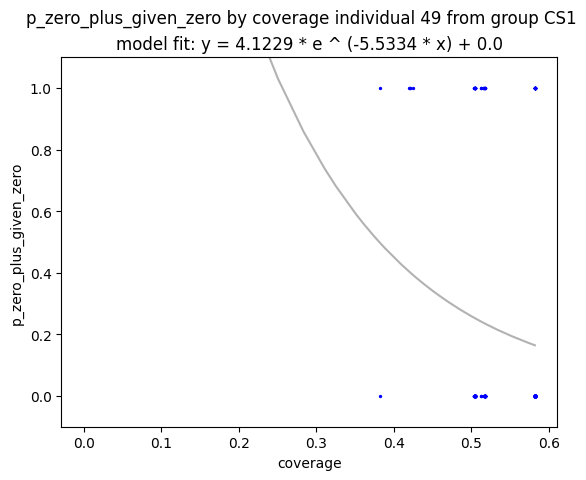 p_zero_plus_given_zero by coverage individual 49 from group CS1
model fit: y = 4.1229 * e ^ (-5.5334 * x) + 0.0
1.0
0.8
0.6
0.4
0.2
0.0
p_zero_plus_given_zero
0.0 0.1 0.2 0.3 0.4 0.5 0.6
coverage